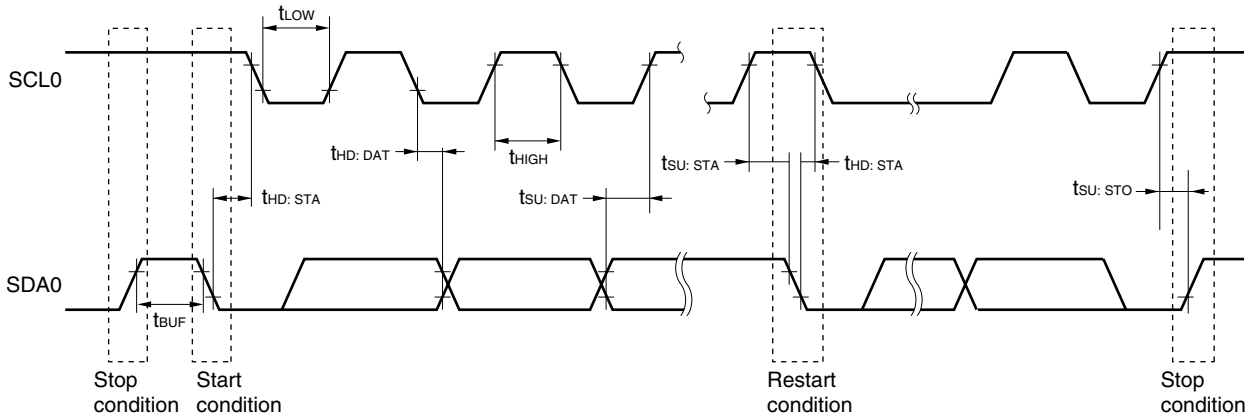 tLOW
SCL0
tHD: DAT
tHIGH
tSU: STA
tHD: STA
tHD: STA
tSU: DAT
tSU: STO
SDA0
tBUF
Stop
condition
Start
condition
Restart
condition
Stop
condition